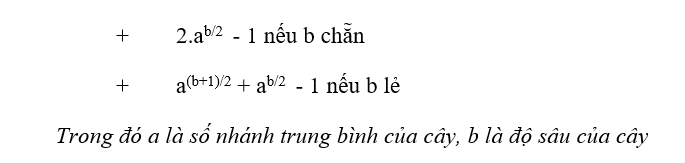 + 2.a^{b/2} - 1 nếu b chẵn
+ a^{(b+1)/2} + a^{b/2} - 1 nếu b lẻ
Trong đó a là số nhánh trung bình của cây, b là độ sâu của cây